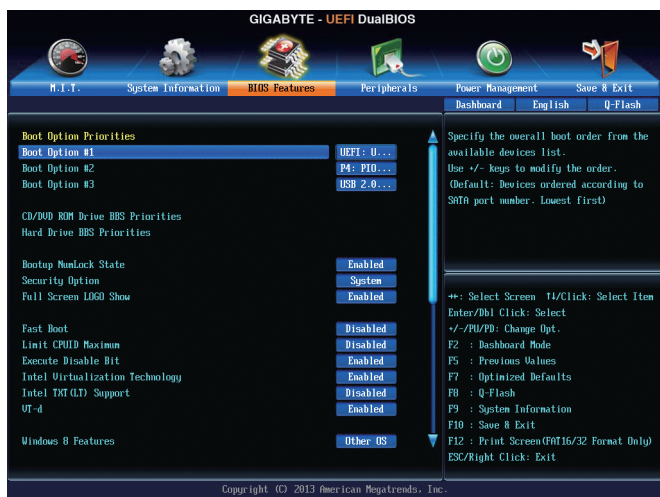 GIGABYTE - UEFI DualBIOS
M.I.T. System Information BIOS Features Peripherals Power Management Save & Exit
Dashboard English Q-Flash
Boot Option Priorities
Boot Option #1 UEFI: U...
Boot Option #2 P4: PIO...
Boot Option #3 USB 2.0...
CD/DVD ROM Drive BBS Priorities
Hard Drive BBS Priorities
Bootup NumLock State Enabled
Security Option System
Full Screen LOGO Show Enabled
Fast Boot Disabled
Limit CPUID Maximum Disabled
Execute Disable Bit Enabled
Intel Virtualization Technology Enabled
Intel TXT(LT) Support Disabled
VT-d Enabled
Windows 8 Features Other OS
Specify the overall boot order from the
available devices list.
Use +/- keys to modify the order.
(Default: Devices ordered according to
SATA port number. Lowest first)
→←: Select Screen ↑↓/Click: Select Item
Enter/Dbl Click: Select
+/-/PU/PD: Change Opt.
F2 : Dashboard Mode
F5 : Previous Values
F7 : Optimized Defaults
F8 : Q-Flash
F9 : System Information
F10 : Save & Exit
F12 : Print Screen(FAT16/32 Format Only)
ESC/Right Click: Exit
Copyright (C) 2013 American Megatrends, Inc.